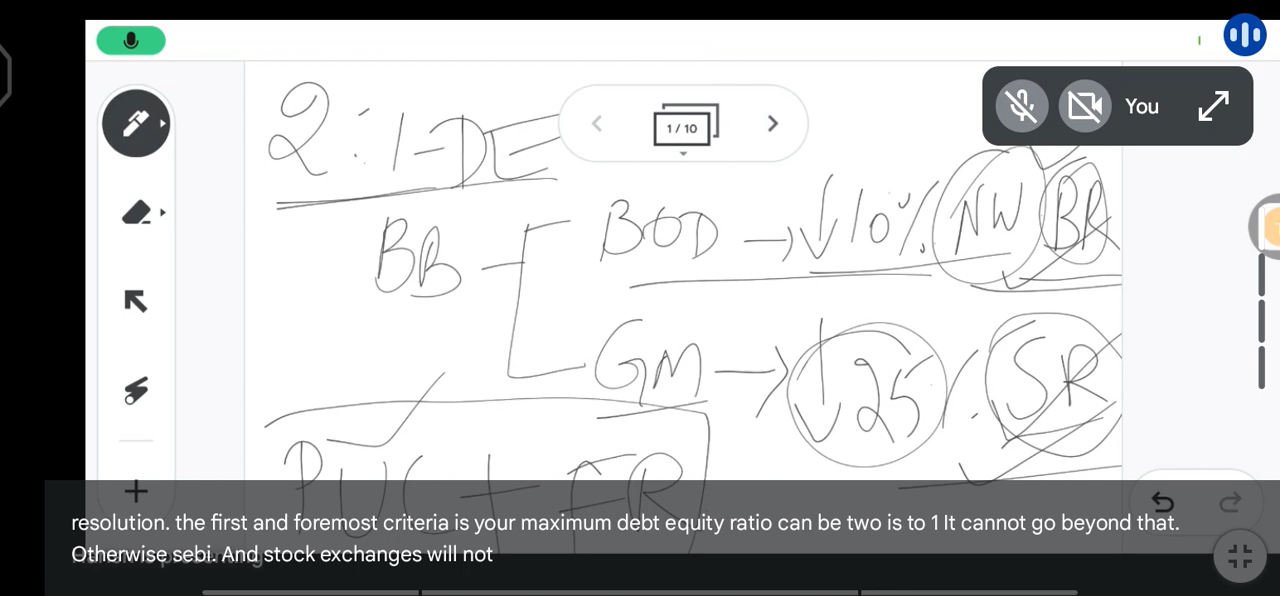 2:1-DE
1 / 10
You
BB - BOD → ↓10% NW BR
GM → ↓25% SR
PUC + FR
resolution. the first and foremost criteria is your maximum debt equity ratio can be two is to 1 It cannot go beyond that.
Otherwise sebi. And stock exchanges will not